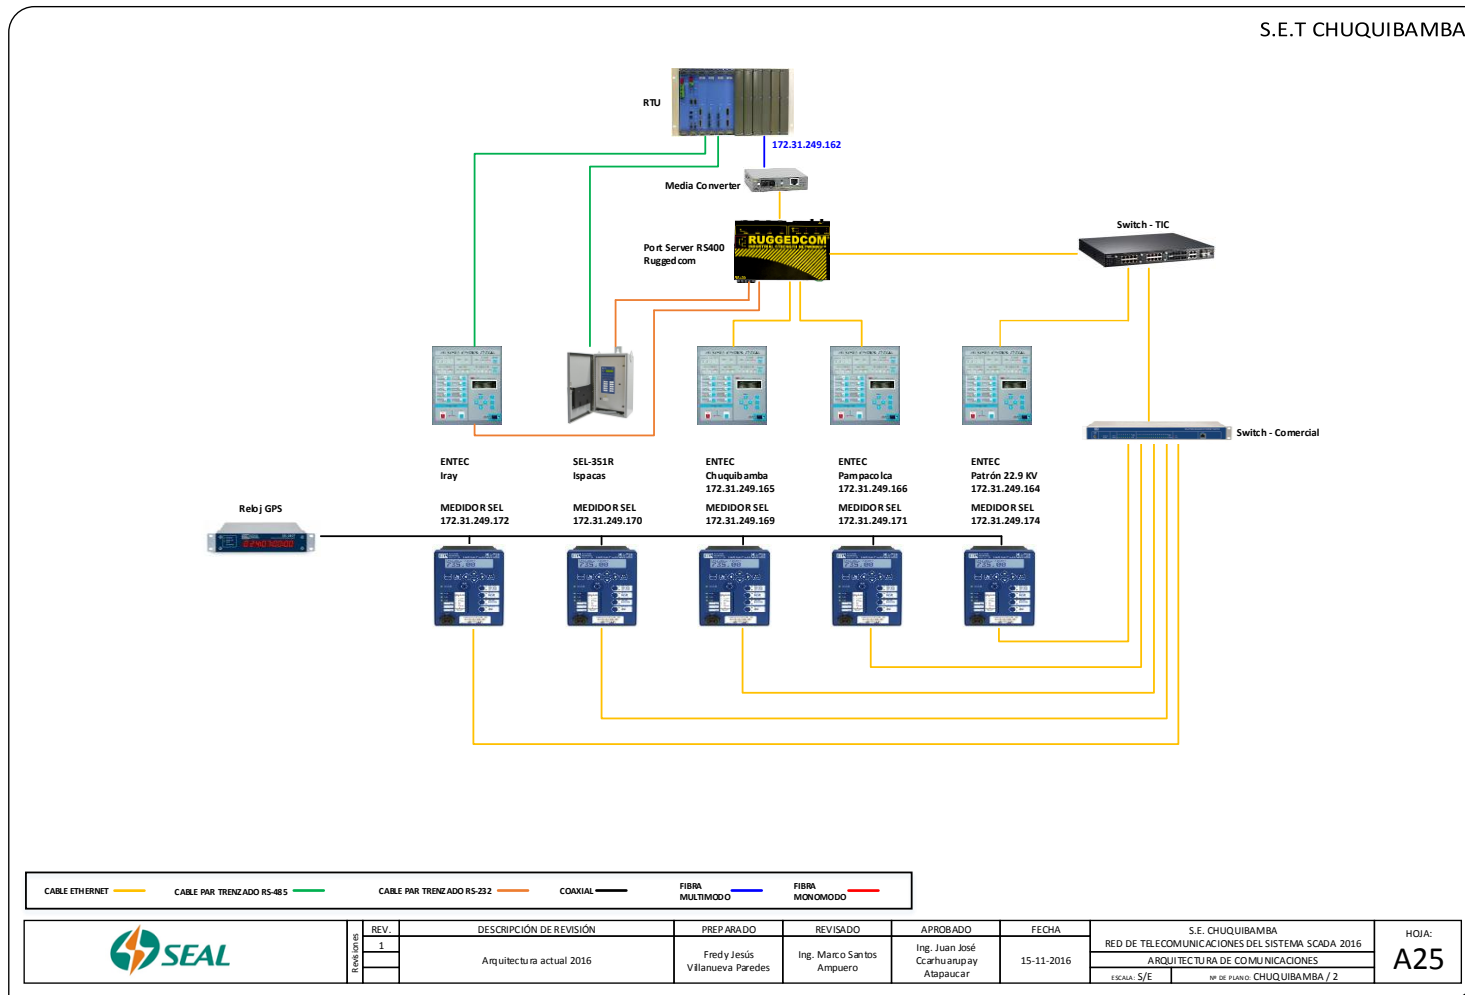 S.E.T CHUQUIBAMBA
RTU
172.31.249.162
Media Converter
RUGGEDCOM
Port Server RS400
Ruggedcom
Switch - TIC
Switch - Comercial
ENTEC
Iray
SEL-351R
Ispacas
ENTEC
Chuquibamba
172.31.249.165
ENTEC
Pampacolca
172.31.249.166
ENTEC
Patrón 22.9 KV
172.31.249.164
Reloj GPS
MEDIDOR SEL
172.31.249.172
MEDIDOR SEL
172.31.249.170
MEDIDOR SEL
172.31.249.169
MEDIDOR SEL
172.31.249.171
MEDIDOR SEL
172.31.249.174
CABLE ETHERNET
CABLE PAR TRENZADO RS-485
CABLE PAR TRENZADO RS-232
COAXIAL
FIBRA
MULTIMODO
FIBRA
MONOMODO
SEAL
Revisiones
REV.
DESCRIPCIÓN DE REVISIÓN
PREPARADO
REVISADO
APROBADO
FECHA
1
Arquitectura actual 2016
Fredy Jesús
Villanueva Paredes
Ing. Marco Santos
Ampuero
Ing. Juan José
Ccarhuarupay
Atapaucar
15-11-2016
S.E. CHUQUIBAMBA
RED DE TELECOMUNICACIONES DEL SISTEMA SCADA 2016
ARQUITECTURA DE COMUNICACIONES
ESCALA: S/E
Nº DE PLANO: CHUQUIBAMBA / 2
HOJA:
A25